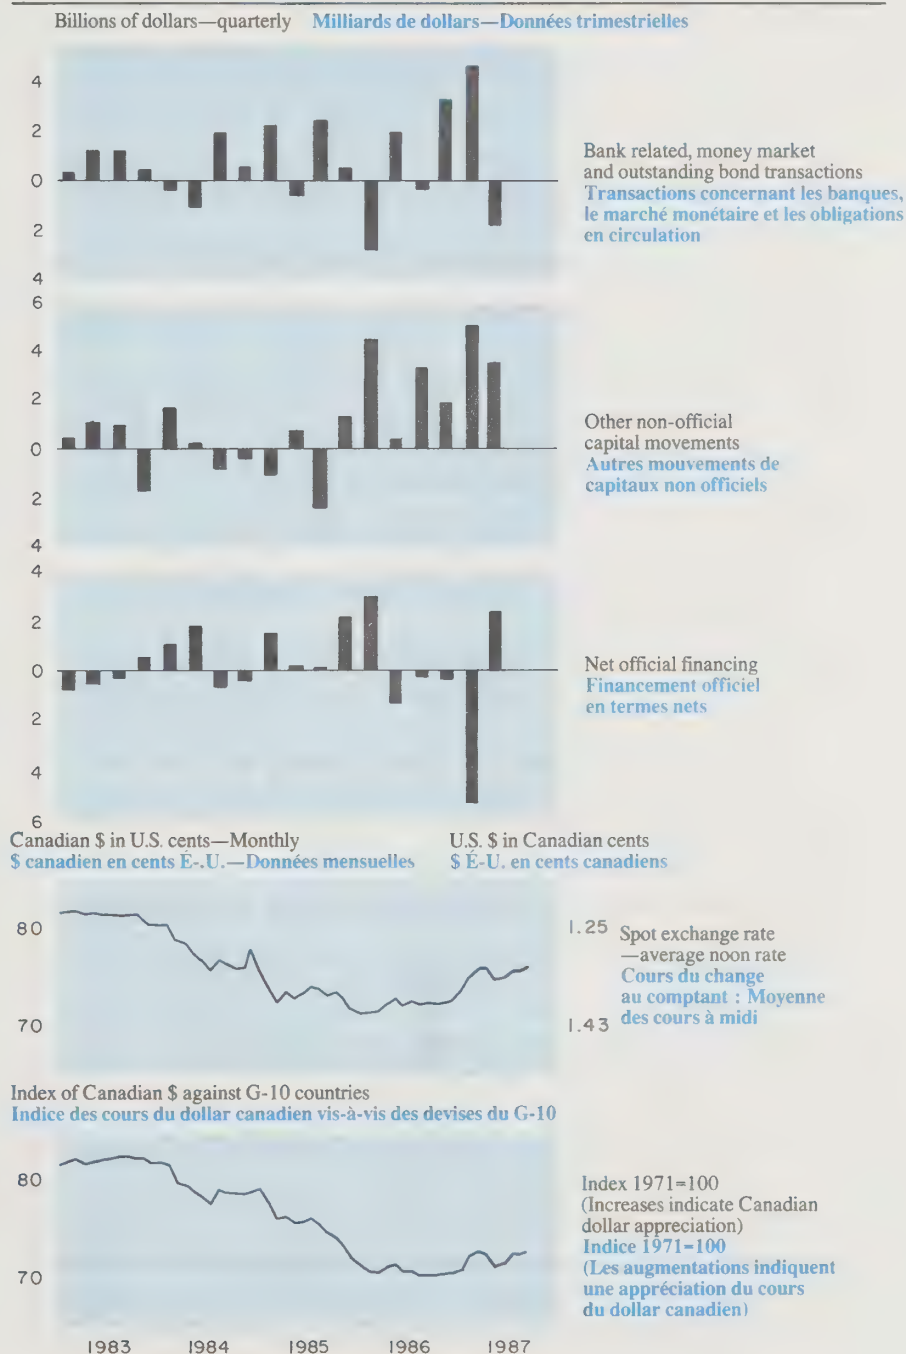 Billions of dollars—quarterly Milliards de dollars—Données trimestrielles
4
2
0
2
4
Bank related, money market
and outstanding bond transactions
Transactions concernant les banques,
le marché monétaire et les obligations
en circulation
6
4
2
0
2
4
Other non-official
capital movements
Autres mouvements de
capitaux non officiels
4
2
0
2
4
6
Net official financing
Financement officiel
en termes nets
Canadian $ in U.S. cents—Monthly
$ canadien en cents É-.U.—Données mensuelles
U.S. $ in Canadian cents
$ É-U. en cents canadiens
80
70
1.25
1.43
Spot exchange rate
—average noon rate
Cours du change
au comptant : Moyenne
des cours à midi
Index of Canadian $ against G-10 countries
Indice des cours du dollar canadien vis-à-vis des devises du G-10
80
70
Index 1971=100
(Increases indicate Canadian
dollar appreciation)
Indice 1971=100
(Les augmentations indiquent
une appréciation du cours
du dollar canadien)
1983 1984 1985 1986 1987